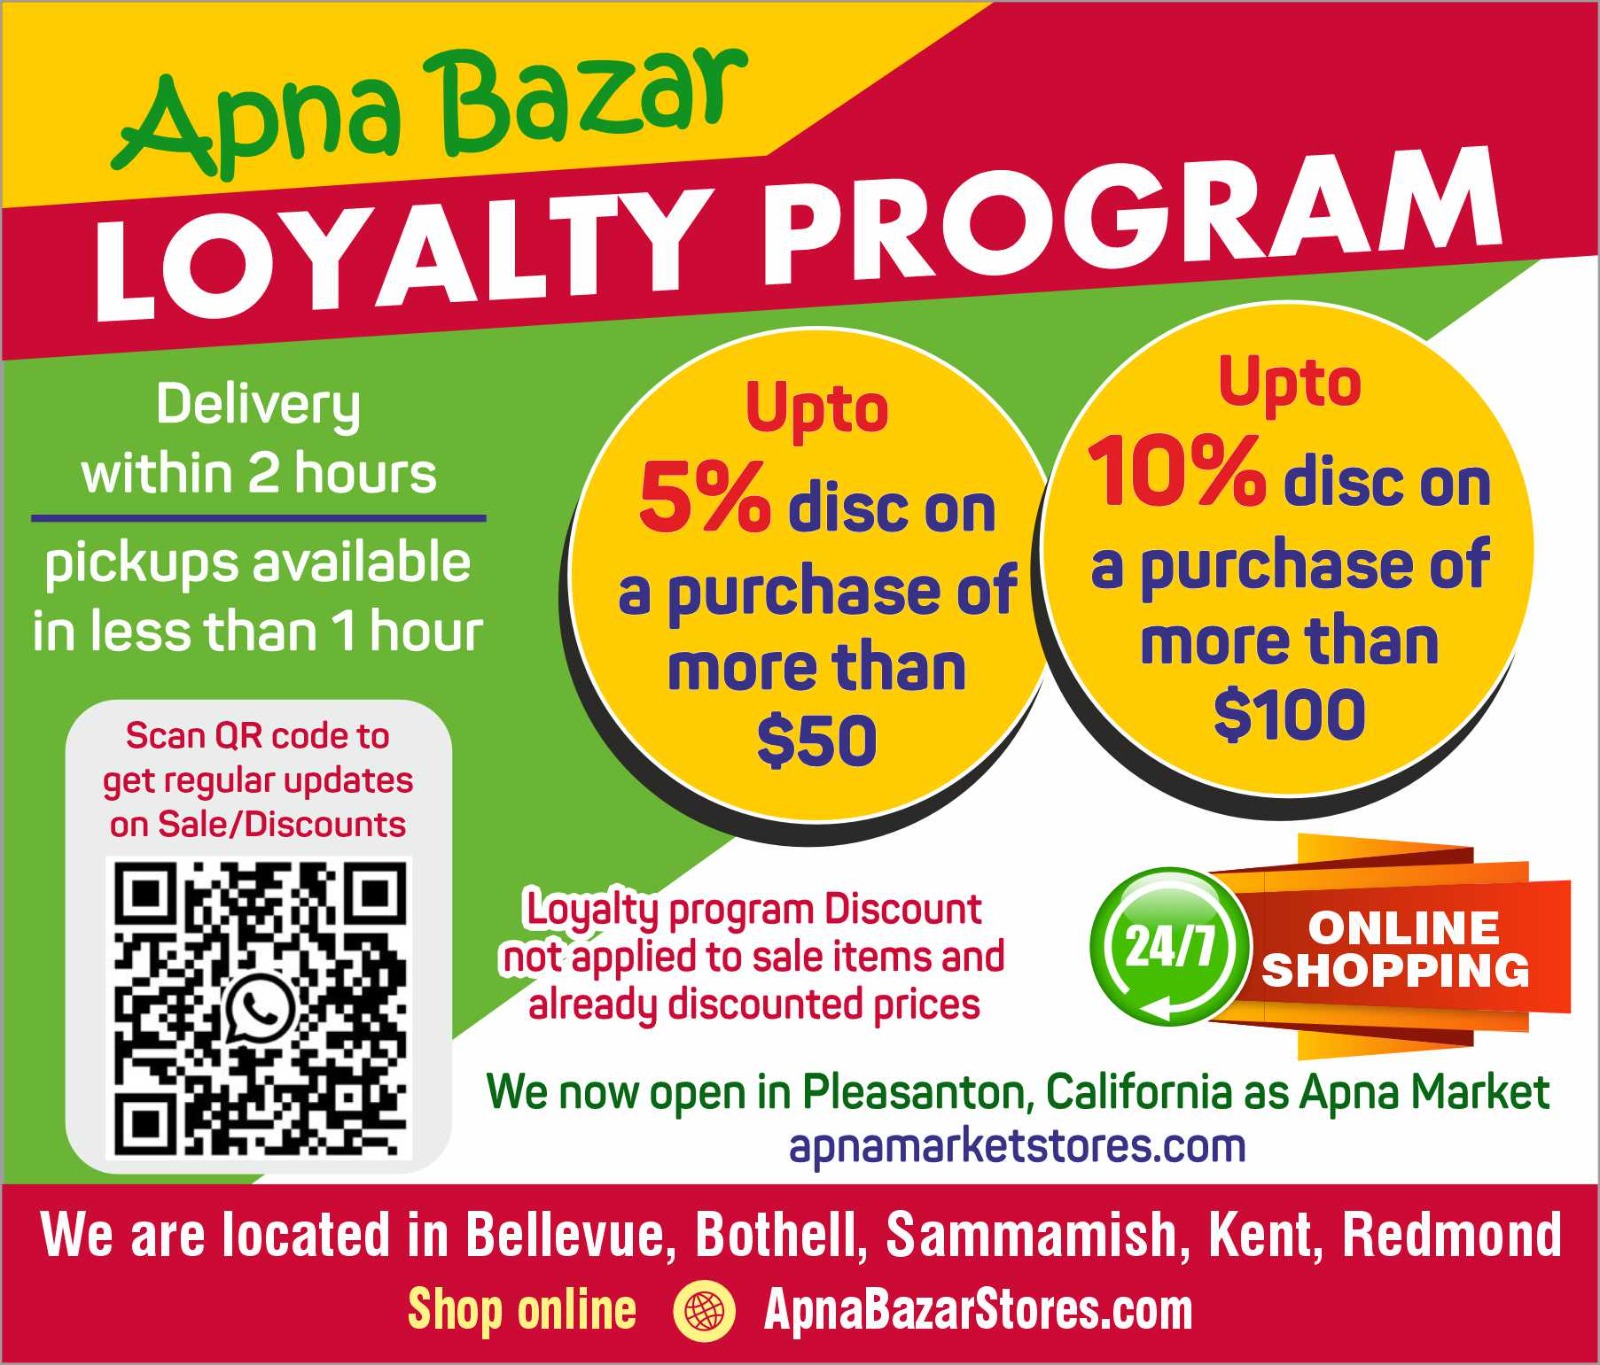 Apna Bazar
LOYALTY PROGRAM
Delivery
within 2 hours
pickups available
in less than 1 hour
Upto
5% disc on
a purchase of
more than
$50
Upto
10% disc on
a purchase of
more than
$100
Scan QR code to
get regular updates
on Sale/Discounts
Loyalty program Discount
not applied to sale items and
already discounted prices
24/7
ONLINE
SHOPPING
We now open in Pleasanton, California as Apna Market
apnamarketstores.com
We are located in Bellevue, Bothell, Sammamish, Kent, Redmond
Shop online ApnaBazarStores.com